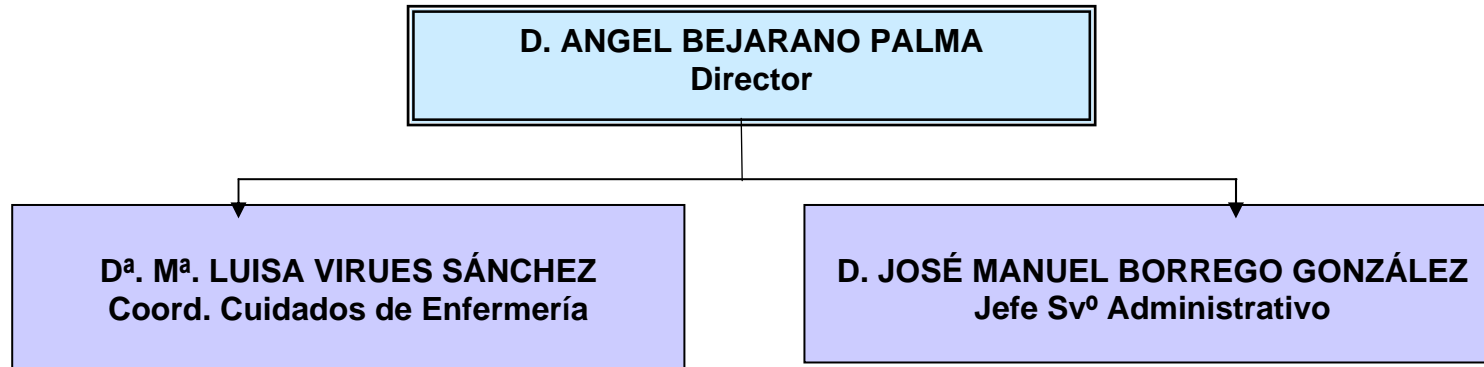 D. ANGEL BEJARANO PALMA
Director
Dª. Mª. LUISA VIRUES SÁNCHEZ
Coord. Cuidados de Enfermería
D. JOSÉ MANUEL BORREGO GONZÁLEZ
Jefe Svº Administrativo